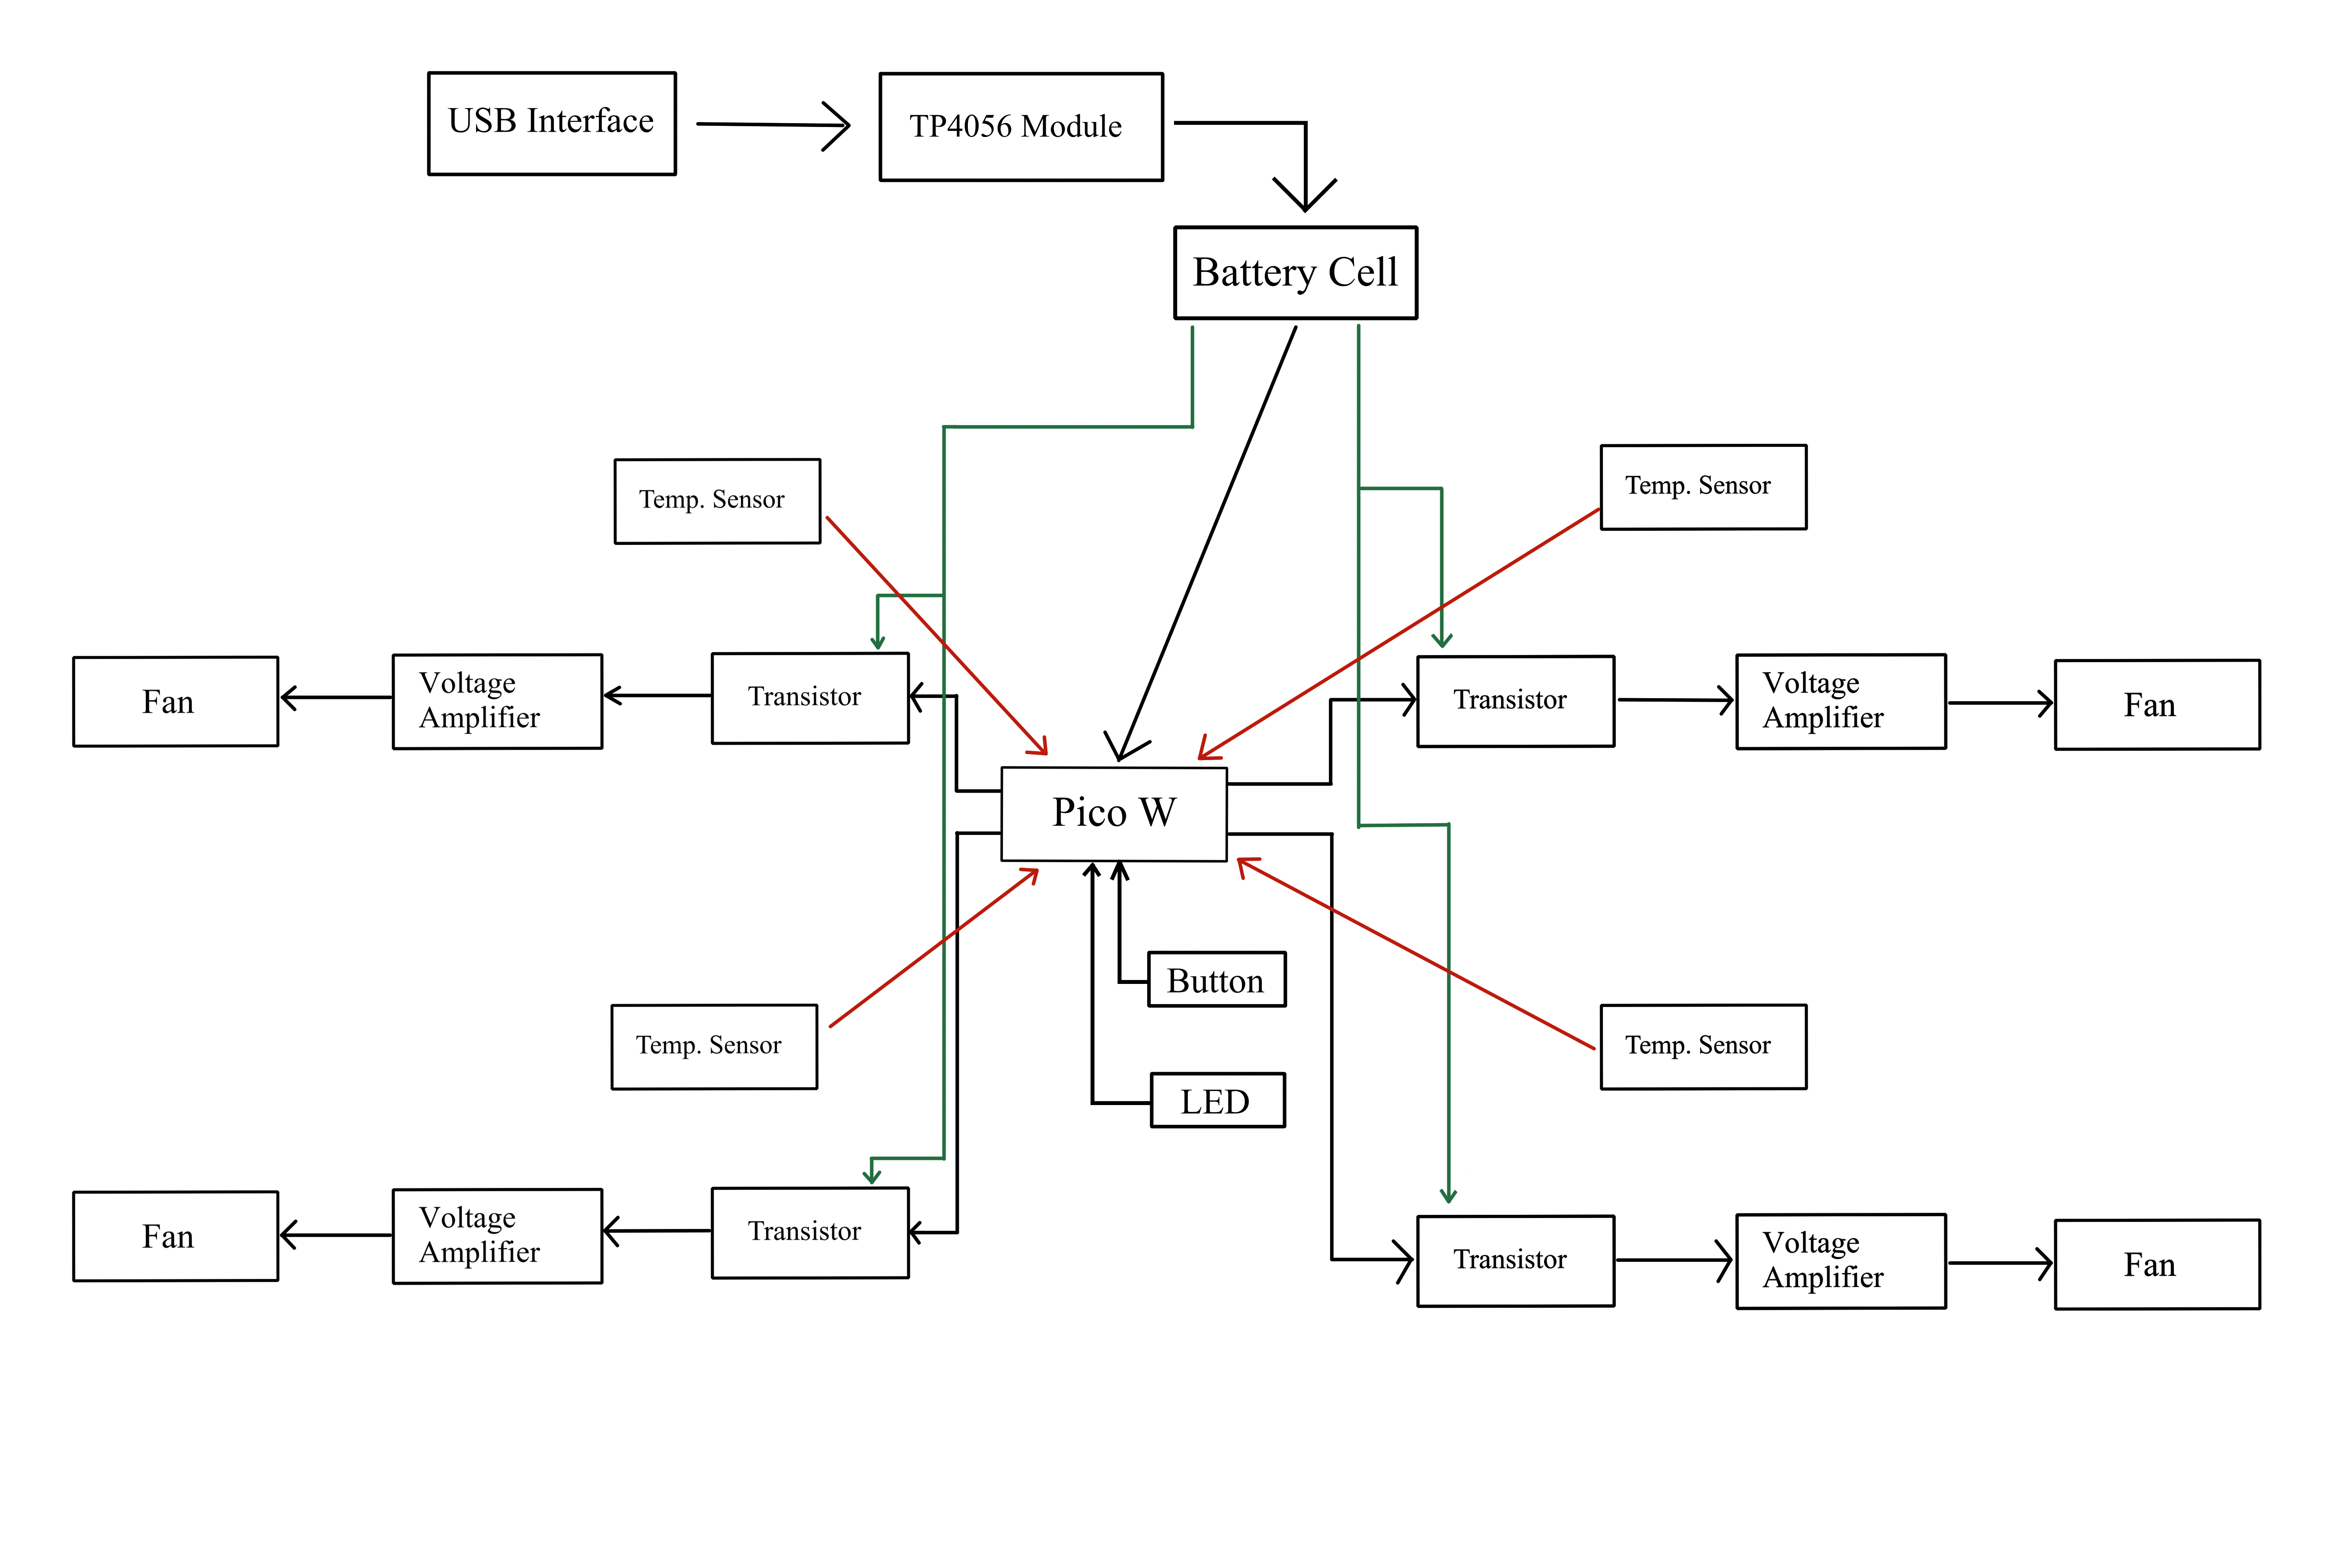 USB Interface
TP4056 Module
Battery Cell
Temp. Sensor
Temp. Sensor
Fan
Voltage
Amplifier
Transistor
Transistor
Voltage
Amplifier
Fan
Pico W
Button
Temp. Sensor
Temp. Sensor
LED
Fan
Voltage
Amplifier
Transistor
Transistor
Voltage
Amplifier
Fan